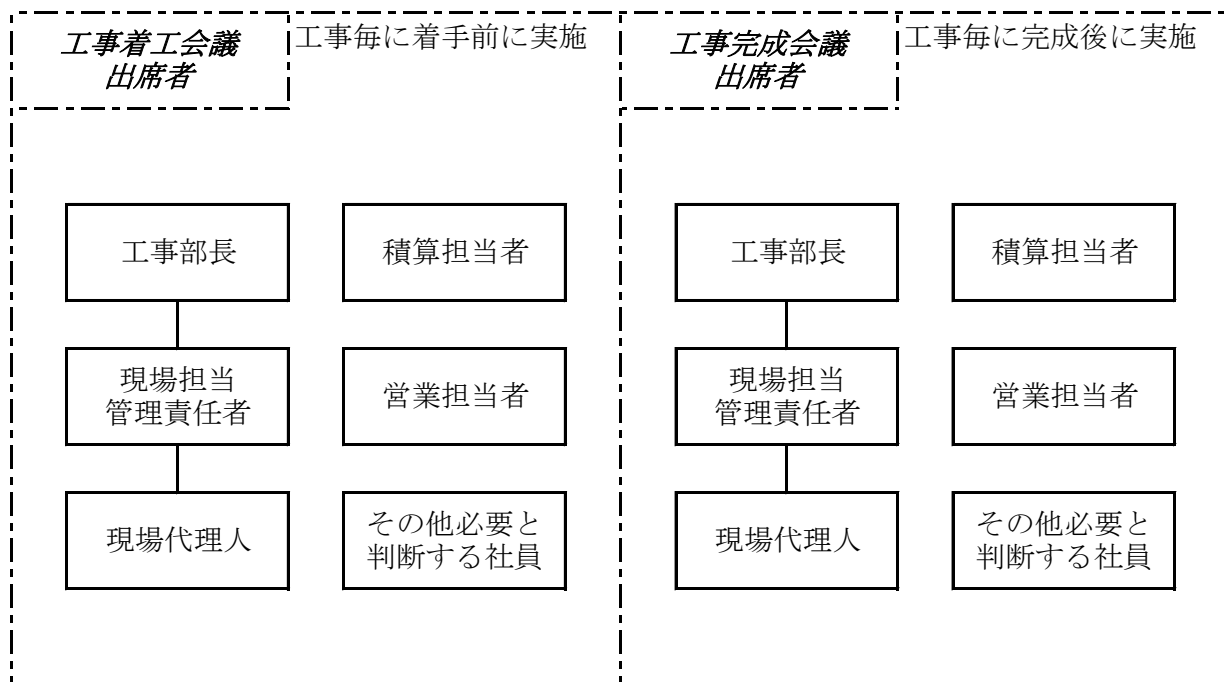 工事着工会議
出席者
工事毎に着手前に実施
工事部長
積算担当者
現場担当
管理責任者
営業担当者
現場代理人
その他必要と
判断する社員
工事完成会議
出席者
工事毎に完成後に実施
工事部長
積算担当者
現場担当
管理責任者
営業担当者
現場代理人
その他必要と
判断する社員